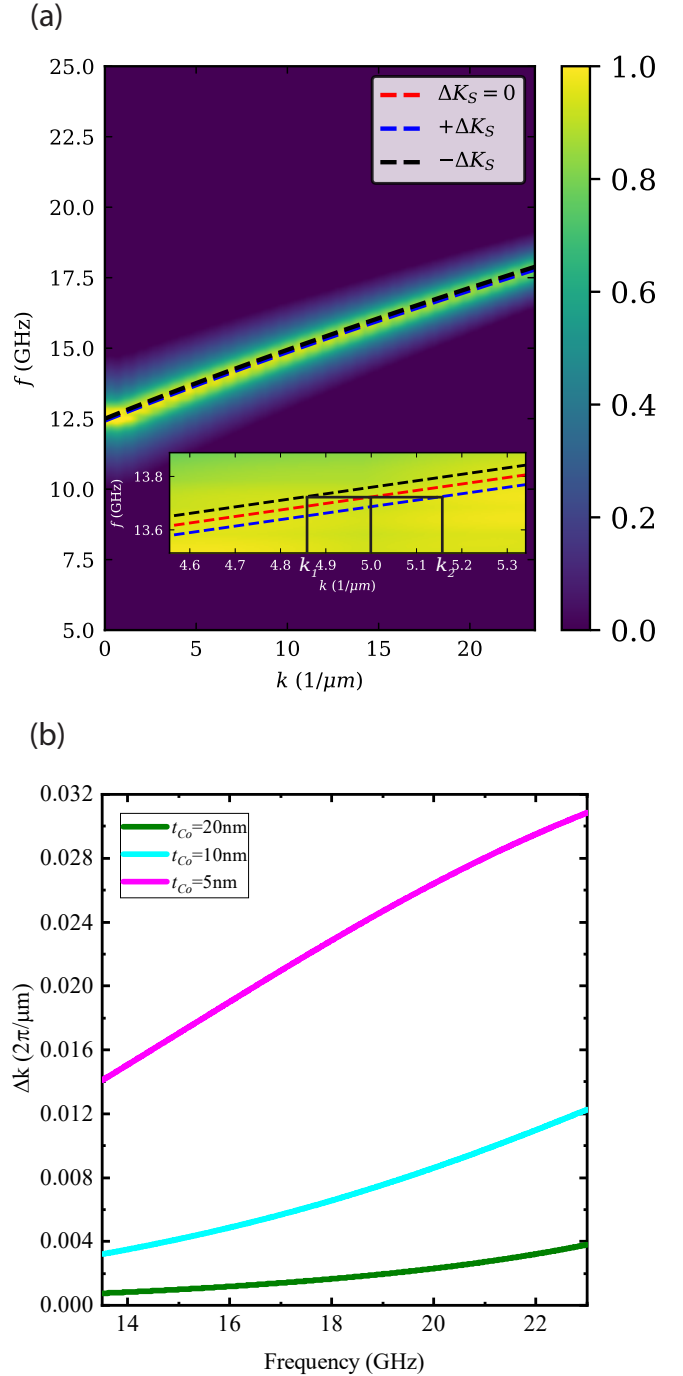 (a)
25.0
22.5
20.0
17.5
15.0
12.5
10.0
7.5
5.0
f (GHz)
0 5 10 15 20
k (1/μm)
ΔK_S = 0
+ΔK_S
−ΔK_S
1.0
0.8
0.6
0.4
0.2
0.0
13.8
13.6
f (GHz)
4.6 4.7 4.8 4.9 5.0 5.1 5.2 5.3
k_1 k_2
k (1/μm)
(b)
0.032
0.028
0.024
0.020
0.016
0.012
0.008
0.004
0.000
Δk (2π/μm)
t_Co=20nm
t_Co=10nm
t_Co=5nm
14 16 18 20 22
Frequency (GHz)